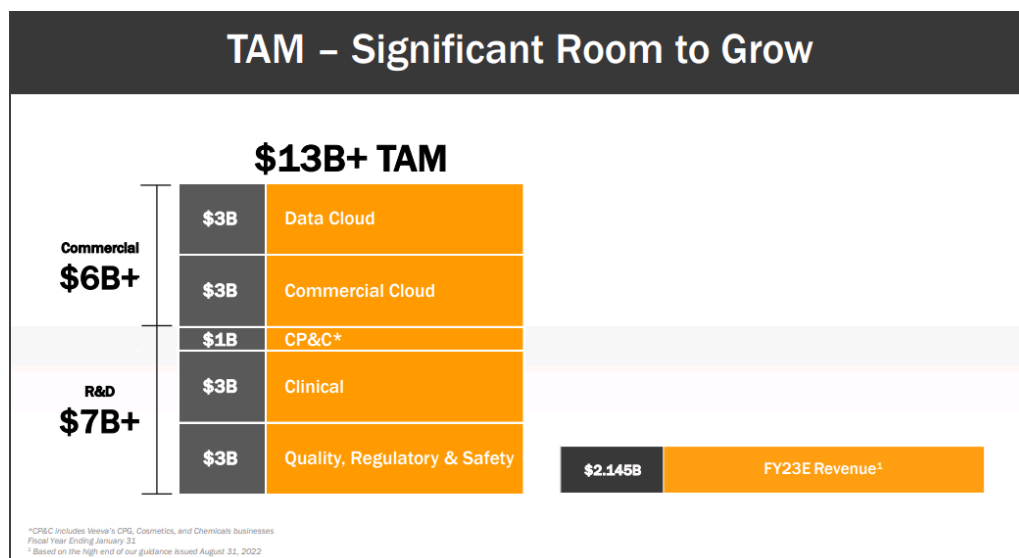 TAM – Significant Room to Grow
$13B+ TAM
Commercial
$6B+
$3B Data Cloud
$3B Commercial Cloud
R&D
$7B+
$1B CP&C*
$3B Clinical
$3B Quality, Regulatory & Safety
$2.145B FY23E Revenue¹
*CP&C includes Veeva's CPG, Cosmetics, and Chemicals businesses
Fiscal Year Ending January 31
¹ Based on the high end of our guidance issued August 31, 2022